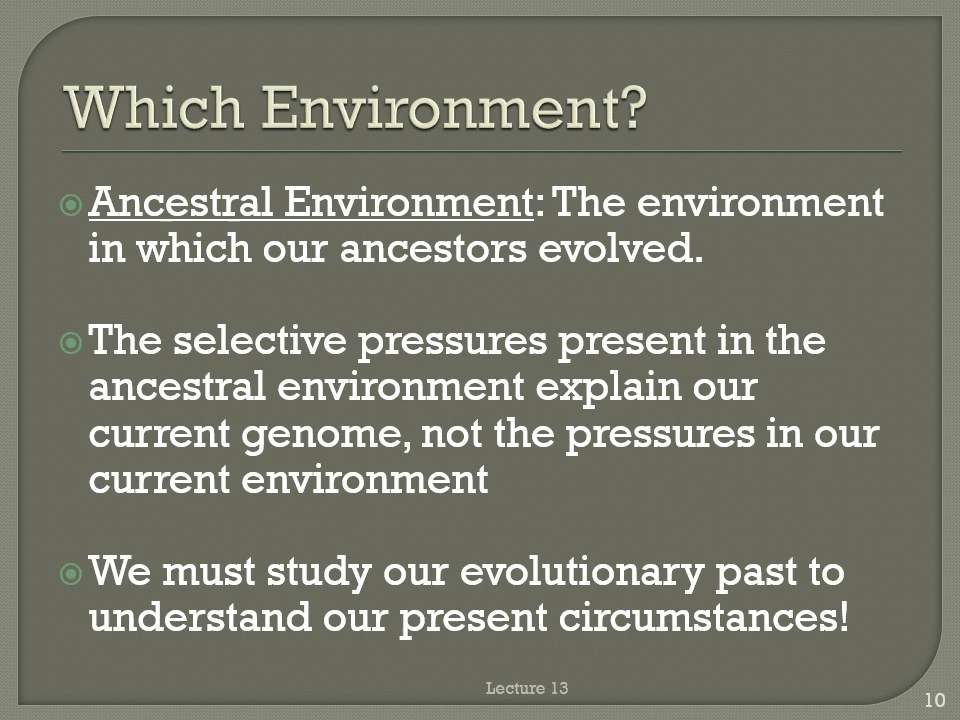 Which Environment?
Ancestral Environment: The environment
in which our ancestors evolved.
The selective pressures present in the
ancestral environment explain our
current genome, not the pressures in our
current environment
We must study our evolutionary past to
understand our present circumstances!
Lecture 13
10